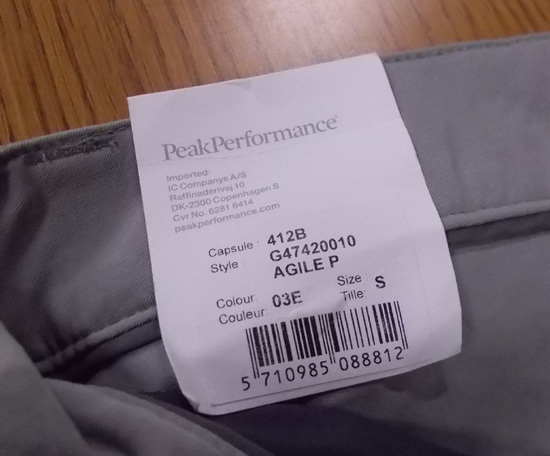 PeakPerformance®
Imported:
IC Companys A/S
Raffinaderivej 10
DK-2300 Copenhagen S
Cvr No. 6281 6414
peakperformance.com
Capsule : 412B
Style : G47420010
AGILE P
Colour: 03E Size :
Couleur: Tille: S
5 710985 088812